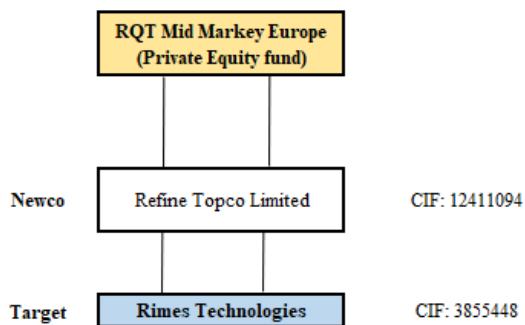 RQT Mid Markey Europe
(Private Equity fund)
Newco Refine Topco Limited CIF: 12411094
Target Rimes Technologies CIF: 3855448